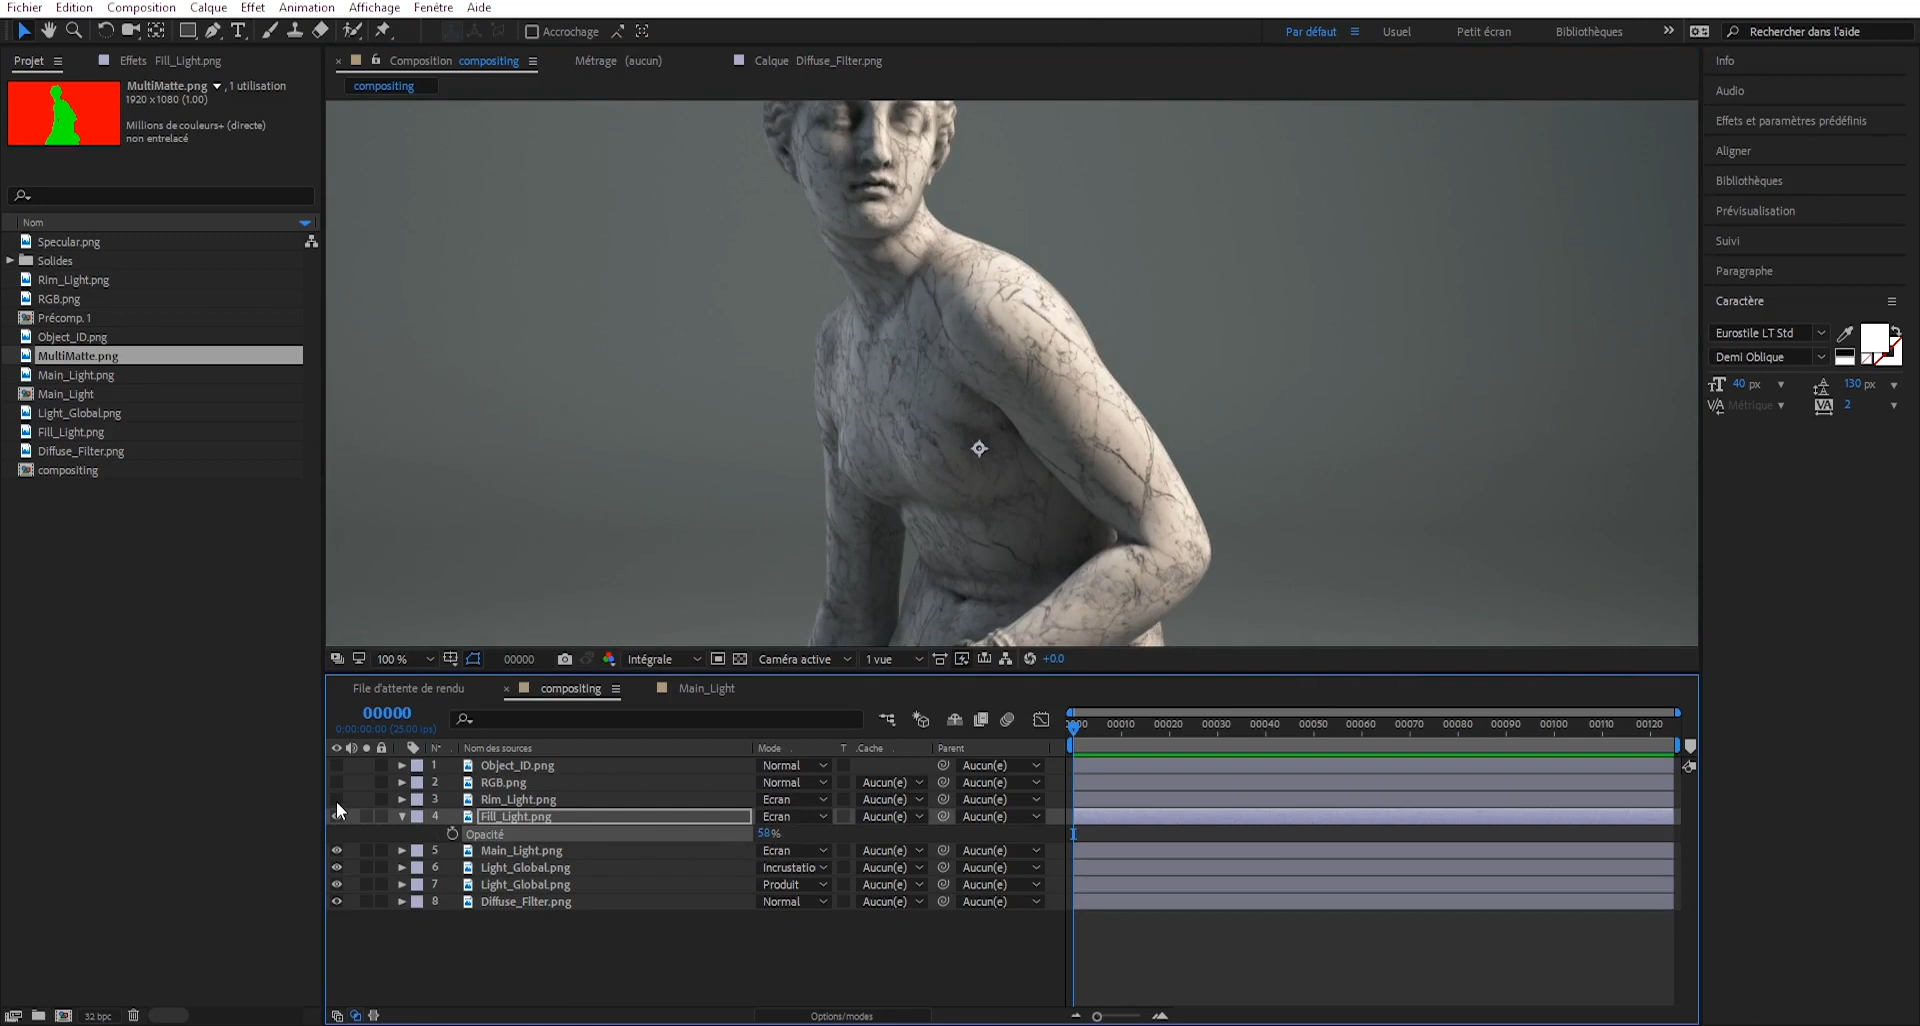 Fichier Edition Composition Calque Effet Animation Affichage Fenêtre Aide
Accrochage
Par défaut Usuel Petit écran Bibliothèques Rechercher dans l'aide
Projet Effets Fill_Light.png
MultiMatte.png , 1 utilisation
1920 x 1080 (1.00)
Millions de couleurs+ (directe)
non entrelacé
Nom
Specular.png
Solides
Rim_Light.png
RGB.png
Précomp. 1
Object_ID.png
MultiMatte.png
Main_Light.png
Main_Light
Light_Global.png
Fill_Light.png
Diffuse_Filter.png
compositing
32 bpc
Composition compositing Métrage (aucun) Calque Diffuse_Filter.png
compositing
100 % 00000 Intégrale Caméra active 1 vue +0.0
Info
Audio
Effets et paramètres prédéfinis
Aligner
Bibliothèques
Prévisualisation
Suivi
Paragraphe
Caractère
Eurostile LT Std
Demi Oblique
40 px 130 px
Métrique 2
File d'attente de rendu compositing Main_Light
00000
0:00:00:00 (25.00 ips)
00010 00020 00030 00040 00050 00060 00070 00080 00090 00100 00110 00120
N° Nom des sources Mode T .Cache Parent
1 Object_ID.png Normal Aucun(e)
2 RGB.png Normal Aucun(e) Aucun(e)
3 Rim_Light.png Ecran Aucun(e) Aucun(e)
4 Fill_Light.png Ecran Aucun(e) Aucun(e)
Opacité 58%
5 Main_Light.png Ecran Aucun(e) Aucun(e)
6 Light_Global.png Incrustatio Aucun(e) Aucun(e)
7 Light_Global.png Produit Aucun(e) Aucun(e)
8 Diffuse_Filter.png Normal Aucun(e) Aucun(e)
Options/modes